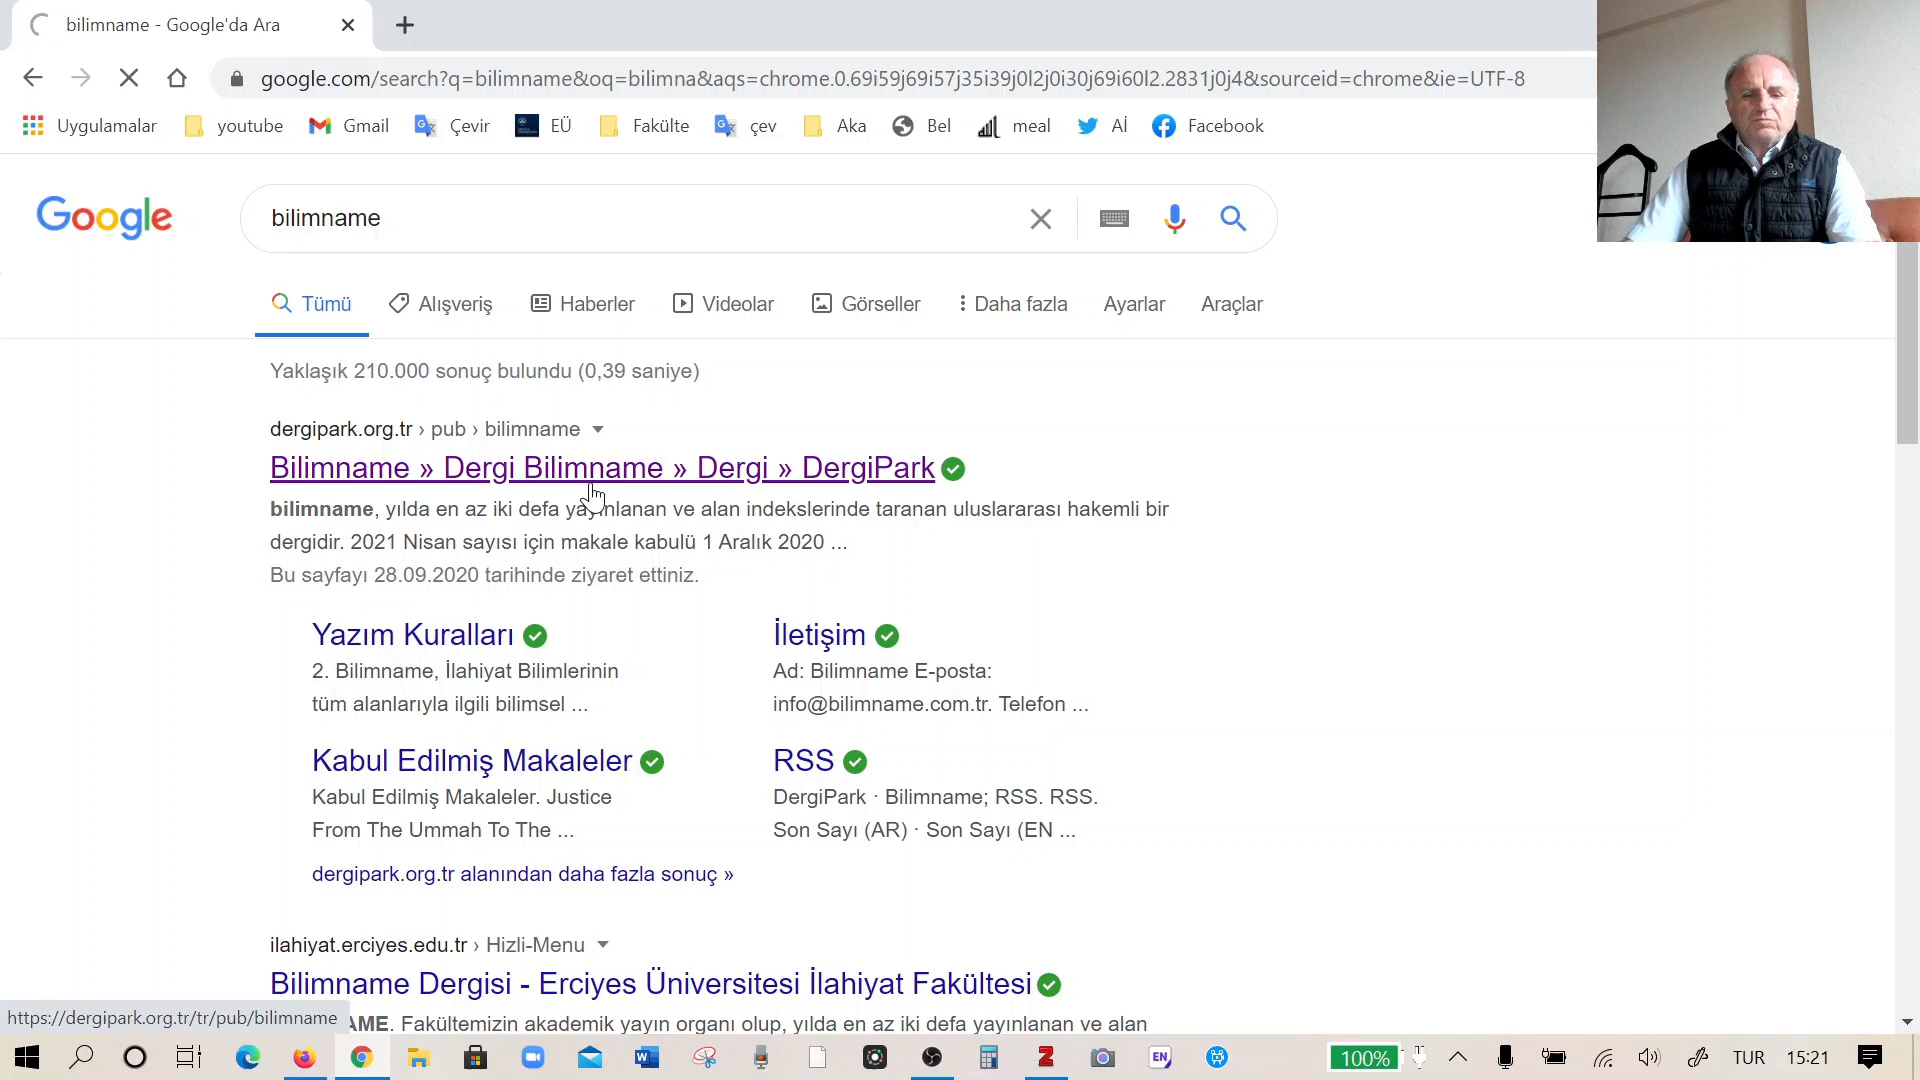 bilimname - Google'da Ara
google.com/search?q=bilimname&oq=bilimna&aqs=chrome.0.69i59j69i57j35i39j0l2j0i30j69i60l2.2831j0j4&sourceid=chrome&ie=UTF-8
Uygulamalar youtube Gmail Çevir EÜ Fakülte çev Aka Bel meal Aİ Facebook
Google bilimname
Tümü Alışveriş Haberler Videolar Görseller Daha fazla Ayarlar Araçlar
Yaklaşık 210.000 sonuç bulundu (0,39 saniye)
dergipark.org.tr › pub › bilimname
Bilimname » Dergi Bilimname » Dergi » DergiPark
bilimname, yılda en az iki defa yayınlanan ve alan indekslerinde taranan uluslararası hakemli bir
dergidir. 2021 Nisan sayısı için makale kabulü 1 Aralık 2020 ...
Bu sayfayı 28.09.2020 tarihinde ziyaret ettiniz.
Yazım Kuralları
2. Bilimname, İlahiyat Bilimlerinin
tüm alanlarıyla ilgili bilimsel ...
İletişim
Ad: Bilimname E-posta:
info@bilimname.com.tr. Telefon ...
Kabul Edilmiş Makaleler
Kabul Edilmiş Makaleler. Justice
From The Ummah To The ...
RSS
DergiPark · Bilimname; RSS. RSS.
Son Sayı (AR) · Son Sayı (EN ...
dergipark.org.tr alanından daha fazla sonuç »
ilahiyat.erciyes.edu.tr › Hizli-Menu
Bilimname Dergisi - Erciyes Üniversitesi İlahiyat Fakültesi
AME. Fakültemizin akademik yayın organı olup, yılda en az iki defa yayınlanan ve alan
https://dergipark.org.tr/tr/pub/bilimname
EN 100% TUR 15:21